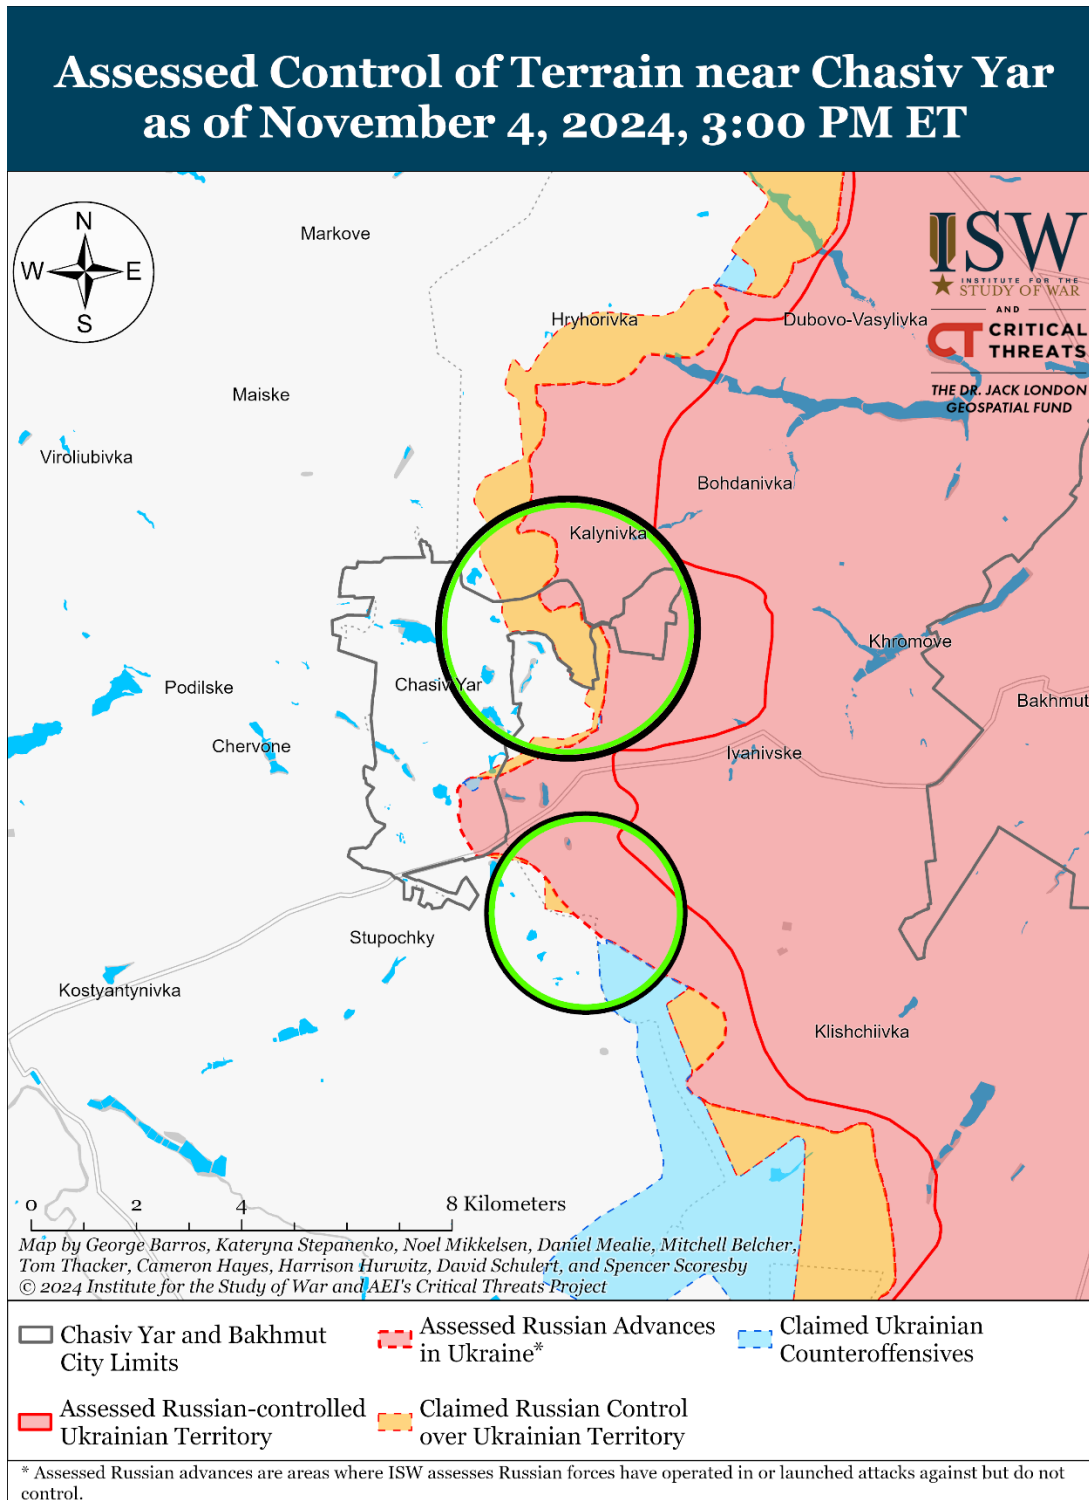 Assessed Control of Terrain near Chasiv Yar
as of November 4, 2024, 3:00 PM ET
N
W
E
S
Markove
ISW
INSTITUTE FOR THE
STUDY OF WAR
AND
CT CRITICAL
THREATS
THE DR. JACK LONDON
GEOSPATIAL FUND
Hryhorivka
Dubovo-Vasylivka
Maiske
Viroliubivka
Bohdanivka
Kalynivka
Khromove
Podilske
Chasiv Yar
Bakhmut
Chervone
Ivanivske
Stupochky
Kostyantynivka
Klishchiivka
0 2 4 8 Kilometers
Map by George Barros, Kateryna Stepanenko, Noel Mikkelsen, Daniel Mealie, Mitchell Belcher,
Tom Thacker, Cameron Hayes, Harrison Hurwitz, David Schulert, and Spencer Scoresby
© 2024 Institute for the Study of War and AEI's Critical Threats Project
Chasiv Yar and Bakhmut
City Limits
Assessed Russian Advances
in Ukraine*
Claimed Ukrainian
Counteroffensives
Assessed Russian-controlled
Ukrainian Territory
Claimed Russian Control
over Ukrainian Territory
* Assessed Russian advances are areas where ISW assesses Russian forces have operated in or launched attacks against but do not
control.